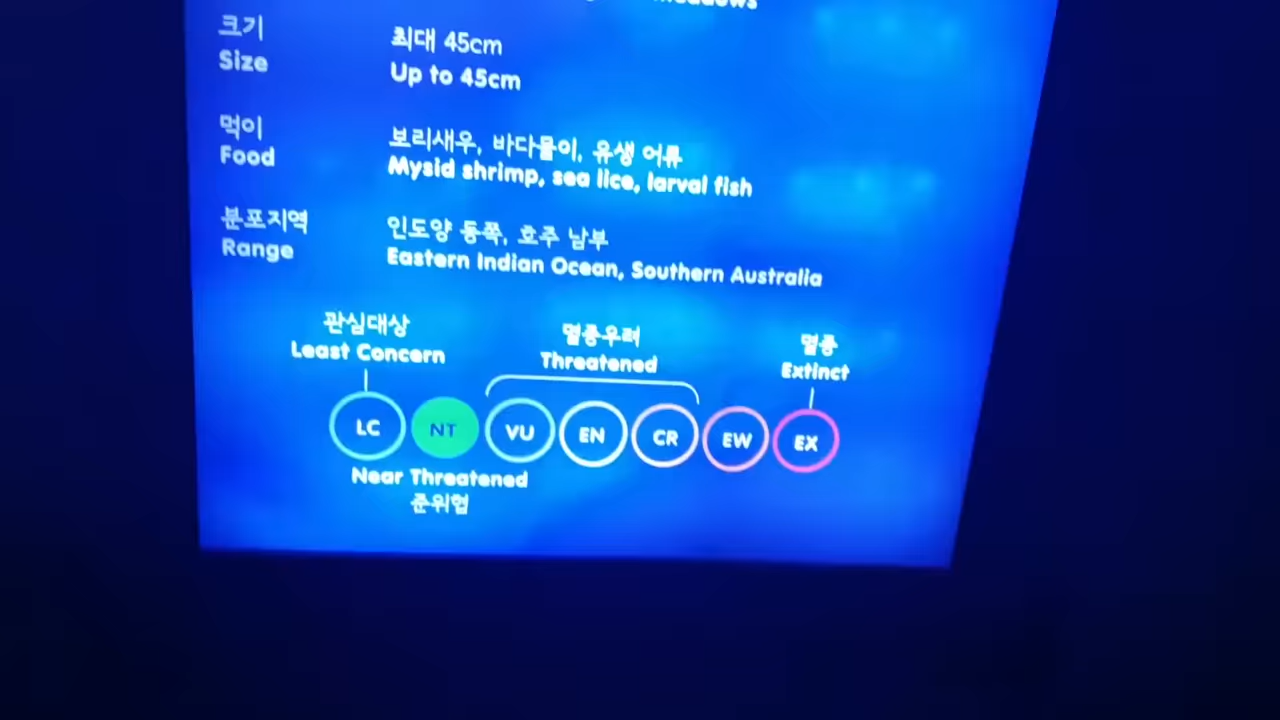 크기
최대 45cm
Size
Up to 45cm
먹이
보리새우, 바다물이, 유생 어류
Food
Mysid shrimp, sea lice, larval fish
분포지역
인도양 동쪽, 호주 남부
Range
Eastern Indian Ocean, Southern Australia
관심대상
멸종우려
멸종
Least Concern
Threatened
Extinct
LC
NT
VU
EN
CR
EW
EX
Near Threatened
준위협